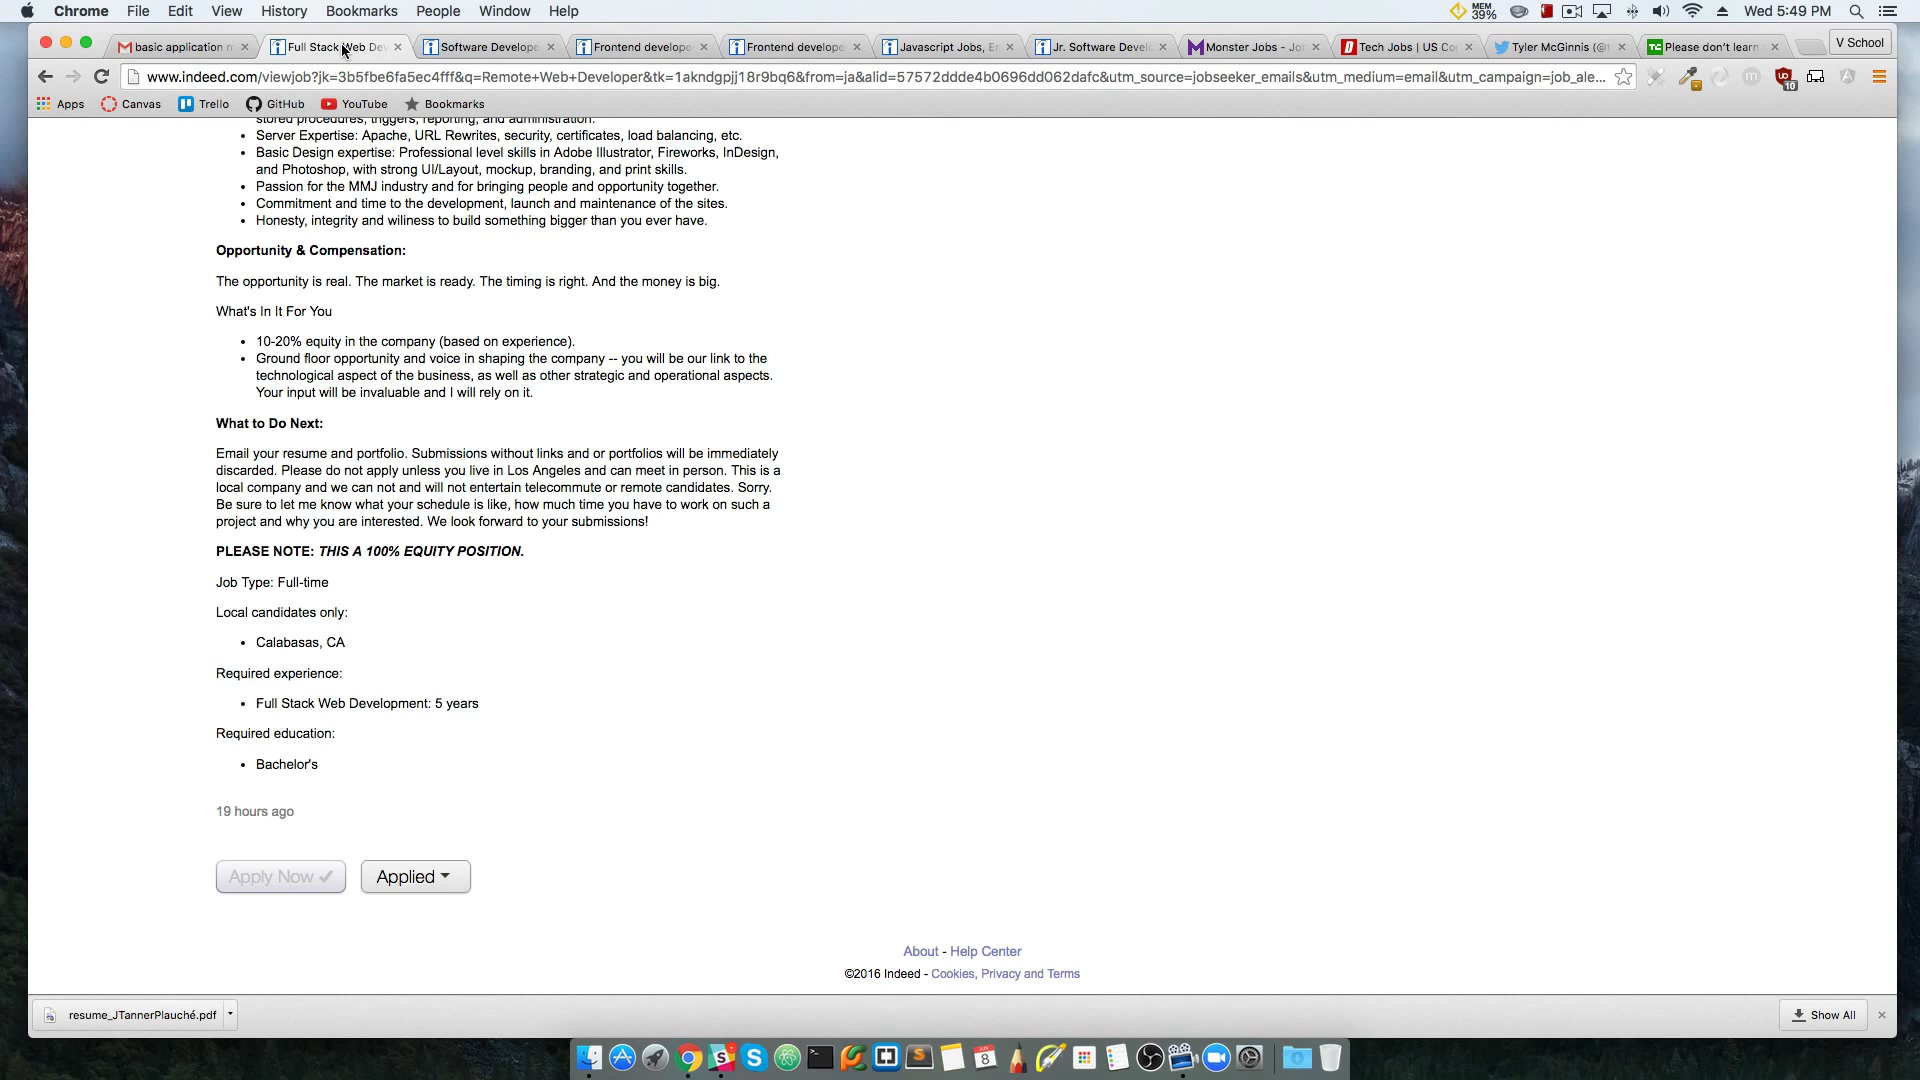 Chrome File Edit View History Bookmarks People Window Help MEM 39% Wed 5:49 PM
basic application Full Stack Web Dev Software Develope Frontend develope Frontend develope Javascript Jobs, E Jr. Software Devel Monster Jobs - Jo Tech Jobs | US Co Tyler McGinnis (@ Please don't learn V School
www.indeed.com/viewjob?jk=3b5fbe6fa5ec4fff&q=Remote+Web+Developer&tk=1akndgpjj18r9bq6&from=ja&alid=57572ddde4b0696dd062dafc&utm_source=jobseeker_emails&utm_medium=email&utm_campaign=job_ale... 10
Apps Canvas Trello GitHub YouTube Bookmarks
stored procedures, triggers, reporting, and administration.
• Server Expertise: Apache, URL Rewrites, security, certificates, load balancing, etc.
• Basic Design expertise: Professional level skills in Adobe Illustrator, Fireworks, InDesign,
and Photoshop, with strong UI/Layout, mockup, branding, and print skills.
• Passion for the MMJ industry and for bringing people and opportunity together.
• Commitment and time to the development, launch and maintenance of the sites.
• Honesty, integrity and wiliness to build something bigger than you ever have.
Opportunity & Compensation:
The opportunity is real. The market is ready. The timing is right. And the money is big.
What's In It For You
• 10-20% equity in the company (based on experience).
• Ground floor opportunity and voice in shaping the company -- you will be our link to the
technological aspect of the business, as well as other strategic and operational aspects.
Your input will be invaluable and I will rely on it.
What to Do Next:
Email your resume and portfolio. Submissions without links and or portfolios will be immediately
discarded. Please do not apply unless you live in Los Angeles and can meet in person. This is a
local company and we can not and will not entertain telecommute or remote candidates. Sorry.
Be sure to let me know what your schedule is like, how much time you have to work on such a
project and why you are interested. We look forward to your submissions!
PLEASE NOTE: THIS A 100% EQUITY POSITION.
Job Type: Full-time
Local candidates only:
• Calabasas, CA
Required experience:
• Full Stack Web Development: 5 years
Required education:
• Bachelor's
19 hours ago
Apply Now ✓ Applied
About - Help Center
©2016 Indeed - Cookies, Privacy and Terms
resume_JTannerPlauché.pdf Show All
8